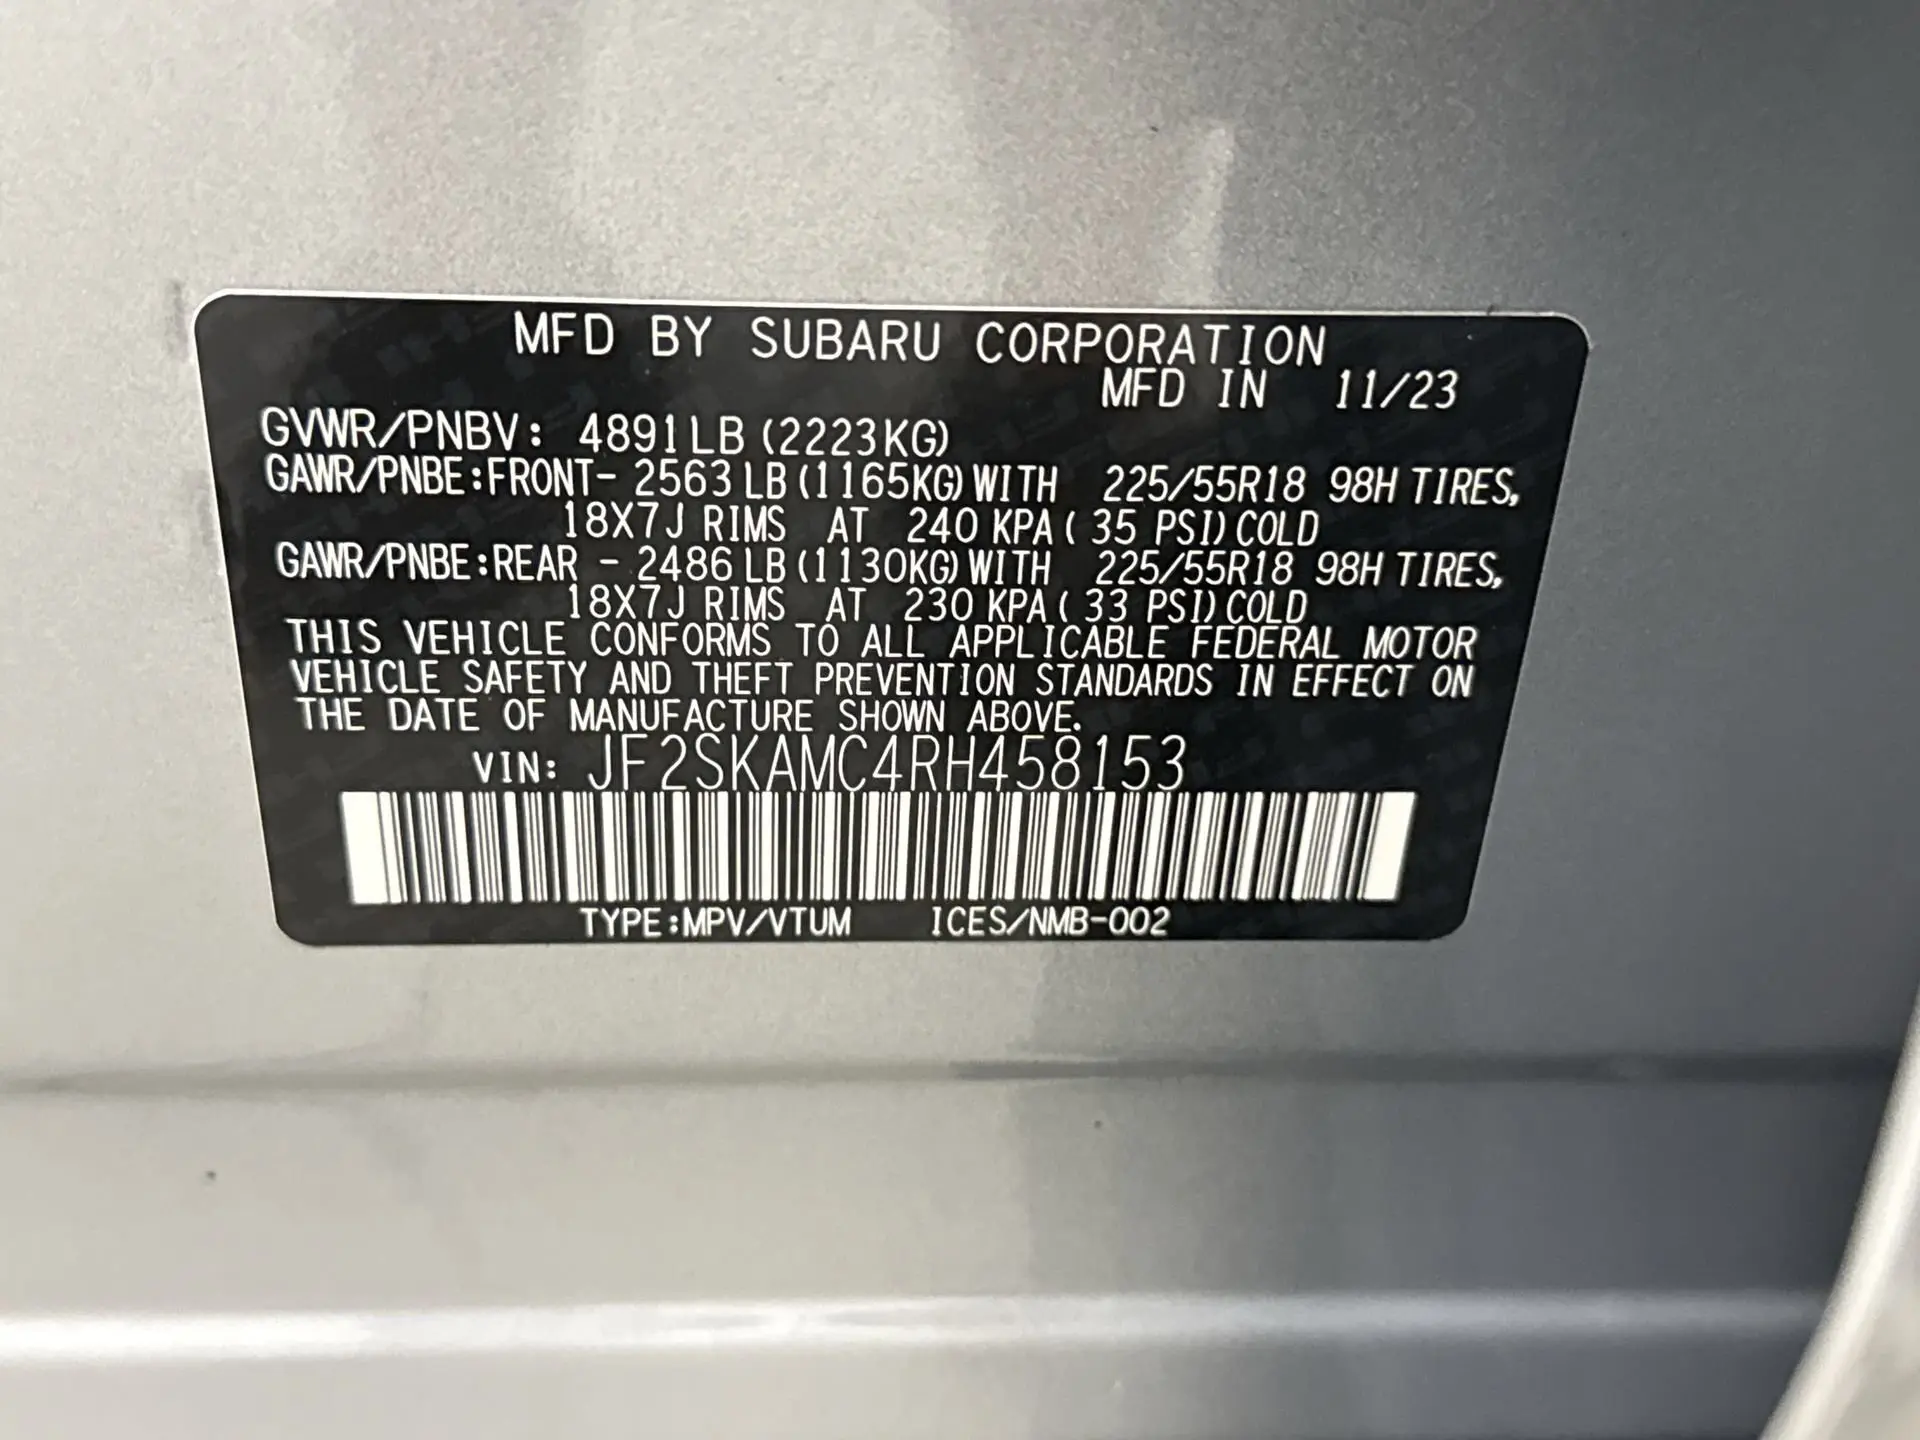 MFD BY SUBARU CORPORATION
MFD IN 11/23
GVWR/PNBV: 4891LB (2223KG)
GAWR/PNBE:FRONT- 2563 LB (1165KG) WITH 225/55R18 98H TIRES,
18X7J RIMS AT 240 KPA ( 35 PSI) COLD
GAWR/PNBE:REAR - 2486 LB (1130KG) WITH 225/55R18 98H TIRES,
18X7J RIMS AT 230 KPA ( 33 PSI) COLD
THIS VEHICLE CONFORMS TO ALL APPLICABLE FEDERAL MOTOR
VEHICLE SAFETY AND THEFT PREVENTION STANDARDS IN EFFECT ON
THE DATE OF MANUFACTURE SHOWN ABOVE.
VIN: JF2SKAMC4RH458153
TYPE:MPV/VTUM ICES/NMB-002